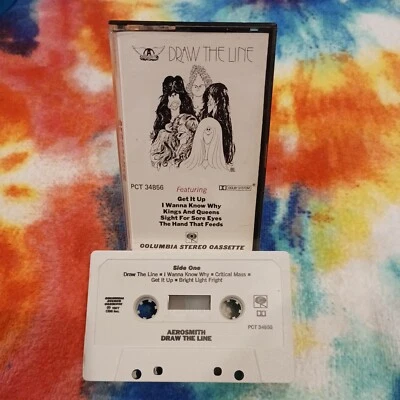 DRAW THE LINE
PCT 34856
Featuring
Get It Up
I Wanna Know Why
Kings And Queens
Sight For Sore Eyes
The Hand That Feeds
COLUMBIA STEREO CASSETTE
Side One
Draw The Line • I Wanna Know Why • Critical Mass •
Get It Up • Bright Light Fright
PCT 34856
AEROSMITH
DRAW THE LINE